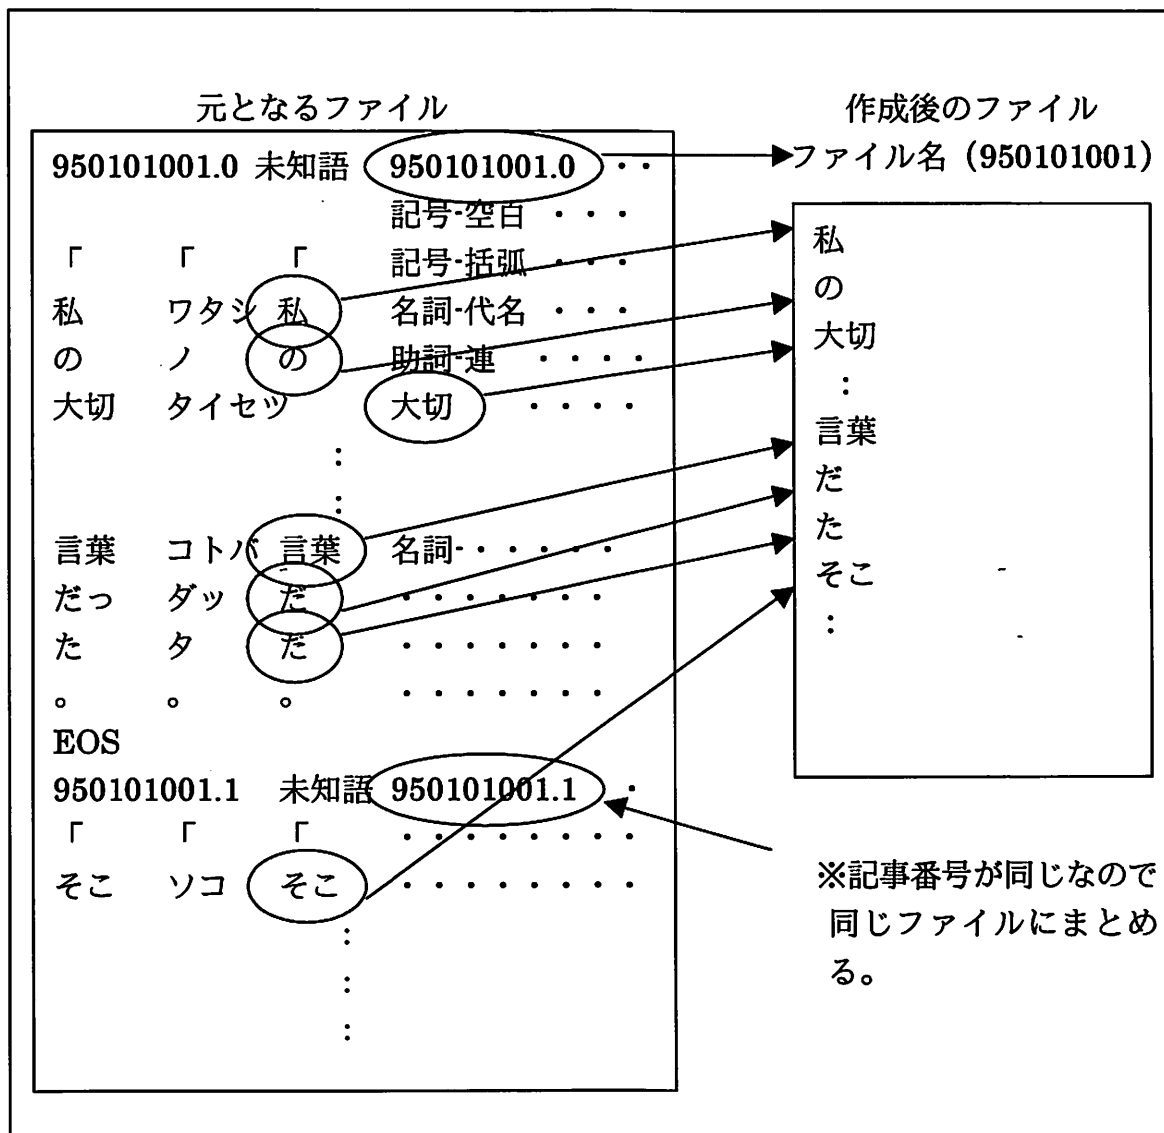 元となるファイル
950101001.0 未知語 950101001.0 ・・
記号-空白 ・・・
「 「 「 記号-括弧 ・・・
私 ワタシ 私 名詞-代名 ・・・
の ノ の 助詞-連 ・・・・
大切 タイセツ 大切 ・・・・
:
:
言葉 コトバ 言葉 名詞-・・・・・
だっ ダッ だ ・・・・・・・
た タ だ ・・・・・・・
。 。 。 ・・・・・・・
EOS
950101001.1 未知語 950101001.1 ・
「 「 「 ・・・・・・・・
そこ ソコ そこ ・・・・・・・・
:
:
:
作成後のファイル
ファイル名（950101001）
私
の
大切
:
言葉
だ
た
そこ
:
※記事番号が同じなので
同じファイルにまとめ
る。